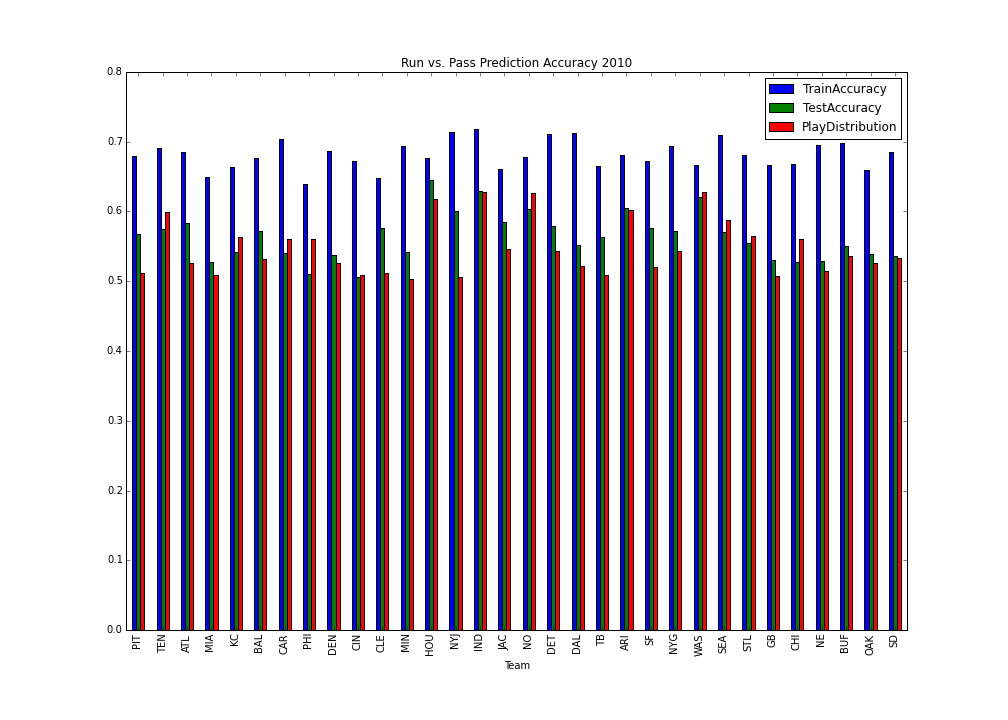 Run vs. Pass Prediction Accuracy 2010
TrainAccuracy
TestAccuracy
PlayDistribution
0.8
0.7
0.6
0.5
0.4
0.3
0.2
0.1
0.0
PIT TEN ATL MIA KC BAL CAR PHI DEN CIN CLE MIN HOU NYJ IND JAC NO DET DAL TB ARI SF NYG WAS SEA STL GB CHI NE BUF OAK SD
Team